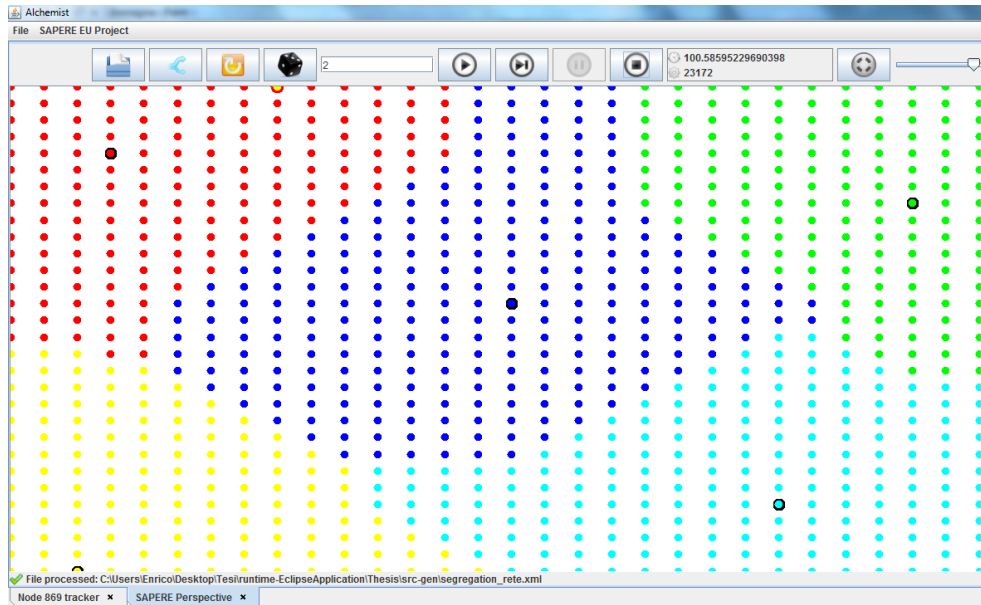 Alchemist
File SAPERE EU Project
2
100.58595229690398
23172
File processed: C:\Users\Enrico\Desktop\Tesi\runtime-EclipseApplication\Thesis\src-gen\segregation_rete.xml
Node 869 tracker × SAPERE Perspective ×